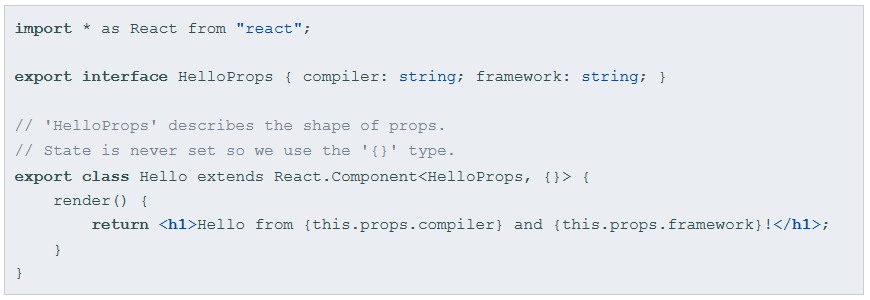 import * as React from "react";
export interface HelloProps { compiler: string; framework: string; }
// 'HelloProps' describes the shape of props.
// State is never set so we use the '{}' type.
export class Hello extends React.Component<HelloProps, {}> {
    render() {
        return <h1>Hello from {this.props.compiler} and {this.props.framework}!</h1>;
    }
}